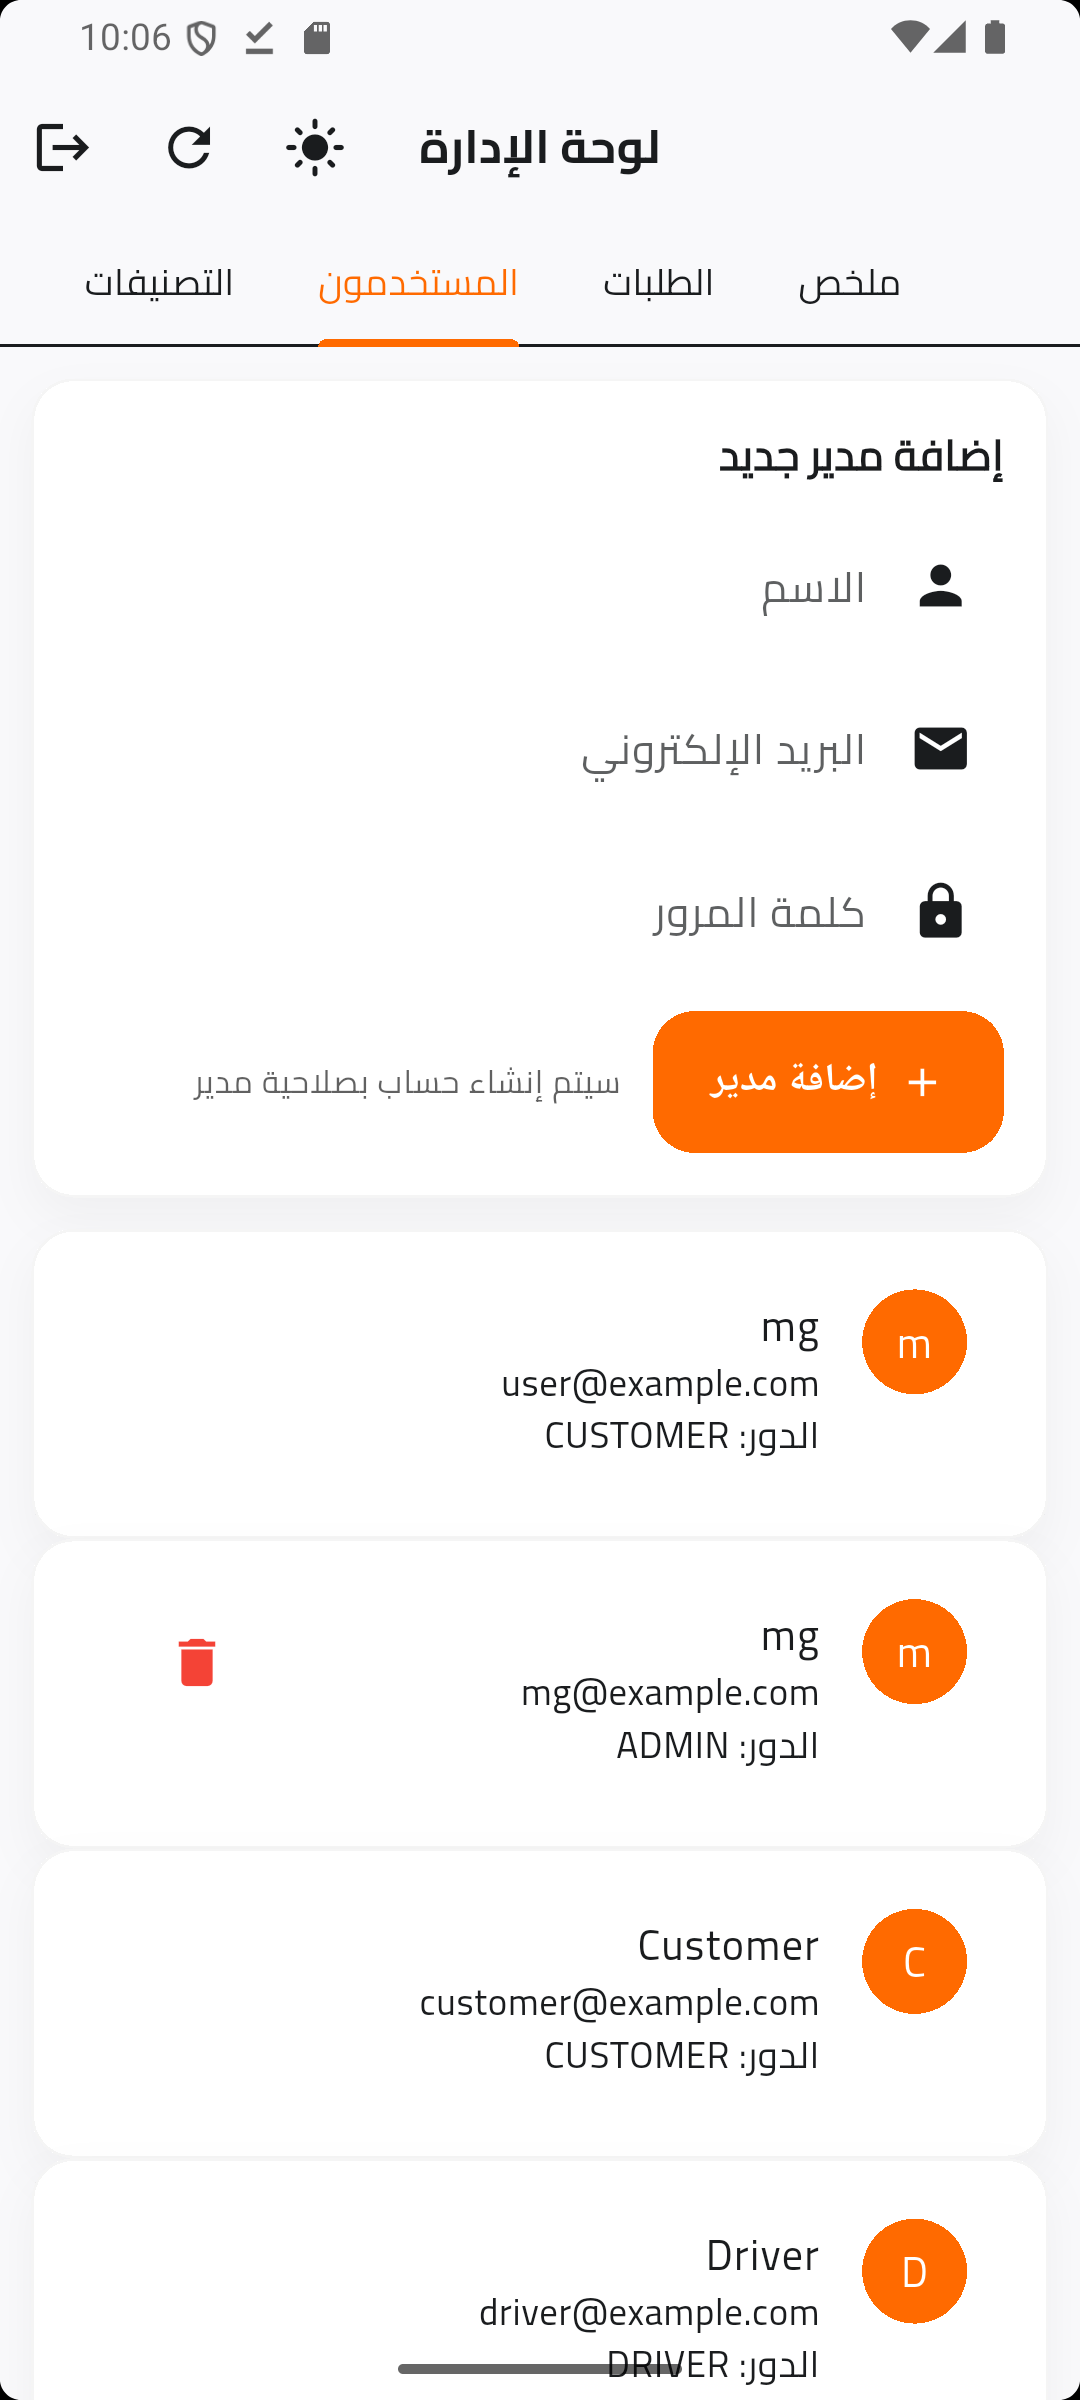 10:06
لوحة الإدارة
ملخص
الطلبات
المستخدمون
التصنيفات
إضافة مدير جديد
الاسم
البريد الإلكتروني
كلمة المرور
إضافة مدير
سيتم إنشاء حساب بصلاحية مدير
m
mg
user@example.com
الدور: CUSTOMER
m
mg
mg@example.com
الدور: ADMIN
C
Customer
customer@example.com
الدور: CUSTOMER
D
Driver
driver@example.com
الدور: DRIVER